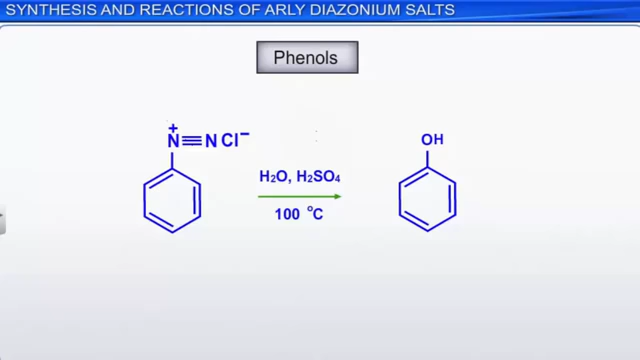 SYNTHESIS AND REACTIONS OF ARLY DIAZONIUM SALTS
Phenols
+
N≡N Cl⁻
OH
H₂O, H₂SO₄
100 °C